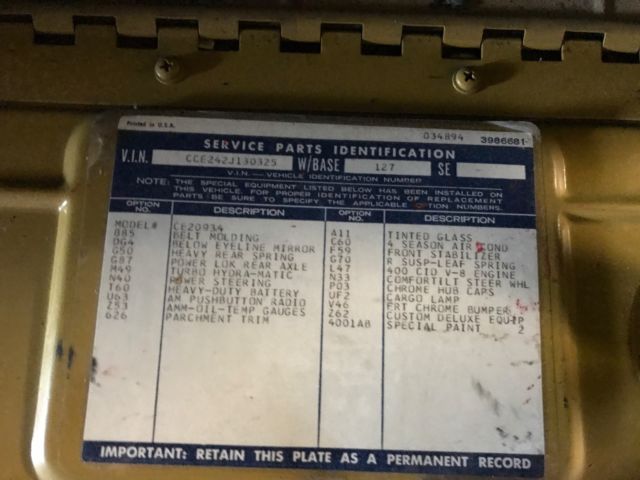 Printed in U.S.A.
034894 3986681
SERVICE PARTS IDENTIFICATION
V.I.N. CCE242J130325 W/BASE 127 SE
V.I.N. — VEHICLE IDENTIFICATION NUMBER
NOTE: THE SPECIAL EQUIPMENT LISTED BELOW HAS BEEN INSTALLED ON
THIS VEHICLE. FOR PROPER IDENTIFICATION OF REPLACEMENT
PARTS BE SURE TO SPECIFY THE APPLICABLE OPTION NUMBERS.
OPTION NO. DESCRIPTION OPTION NO. DESCRIPTION
MODEL# CE20934 A11 TINTED GLASS
B85 BELT MOLDING C60 4 SEASON AIR COND
DG4 BELOW EYELINE MIRROR F59 FRONT STABILIZER
G50 HEAVY REAR SPRING G70 R SUSP-LEAF SPRING
G87 POWER LOK REAR AXLE L47 400 CID V-8 ENGINE
M49 TURBO HYDRA-MATIC N33 COMFORTILT STEER WHL
N40 POWER STEERING P03 CHROME HUB CAPS
T60 HEAVY-DUTY BATTERY UF2 CARGO LAMP
U63 AM PUSHBUTTON RADIO V46 FRT CHROME BUMPER
Z53 AMM-OIL-TEMP GAUGES Z62 CUSTOM DELUXE EQUIP
626 PARCHMENT TRIM 4001AB SPECIAL PAINT 2
IMPORTANT: RETAIN THIS PLATE AS A PERMANENT RECORD